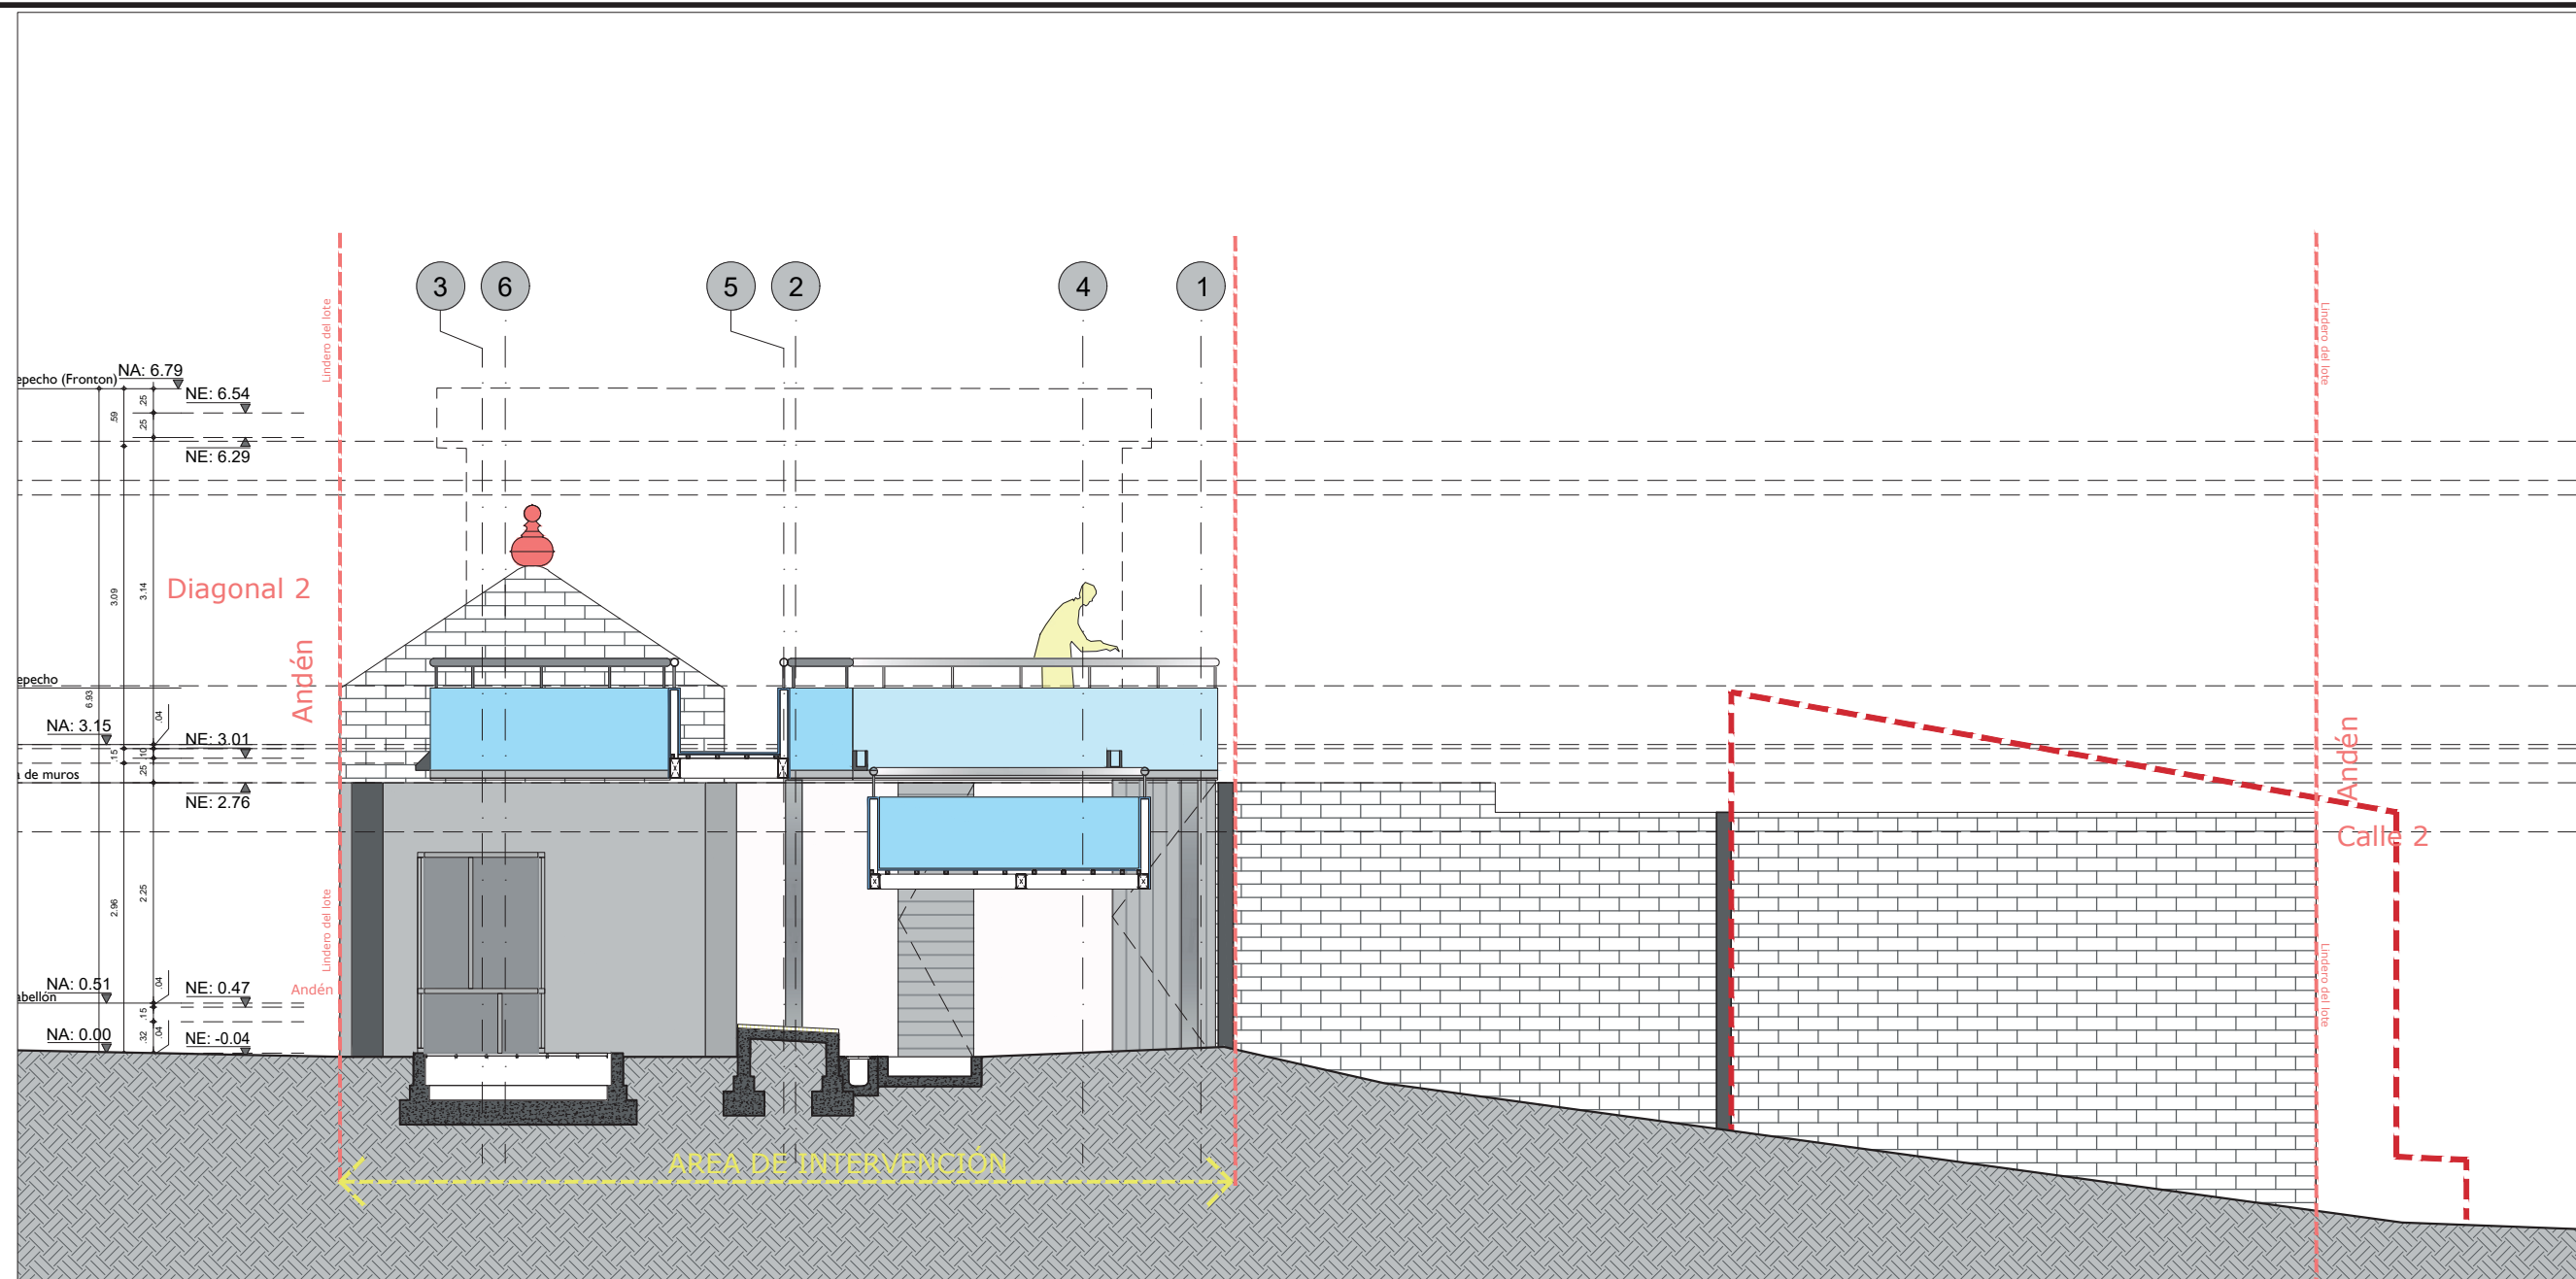 3
6
5
2
4
1
Lindero del lote
Lindero del lote
epecho (Fronton)
NA: 6.79
NE: 6.54
NE: 6.29
.59
.25
.25
Diagonal 2
3.09
3.14
Andén
epecho
6.93
.04
NA: 3.15
NE: 3.01
.15
.10
.25
de muros
NE: 2.76
Andén
Calle 2
2.96
2.25
Lindero del lote
Lindero del lote
Andén
NA: 0.51
abellón
NE: 0.47
.04
.15
NA: 0.00
NE: -0.04
.32
.04
AREA DE INTERVENCIÓN